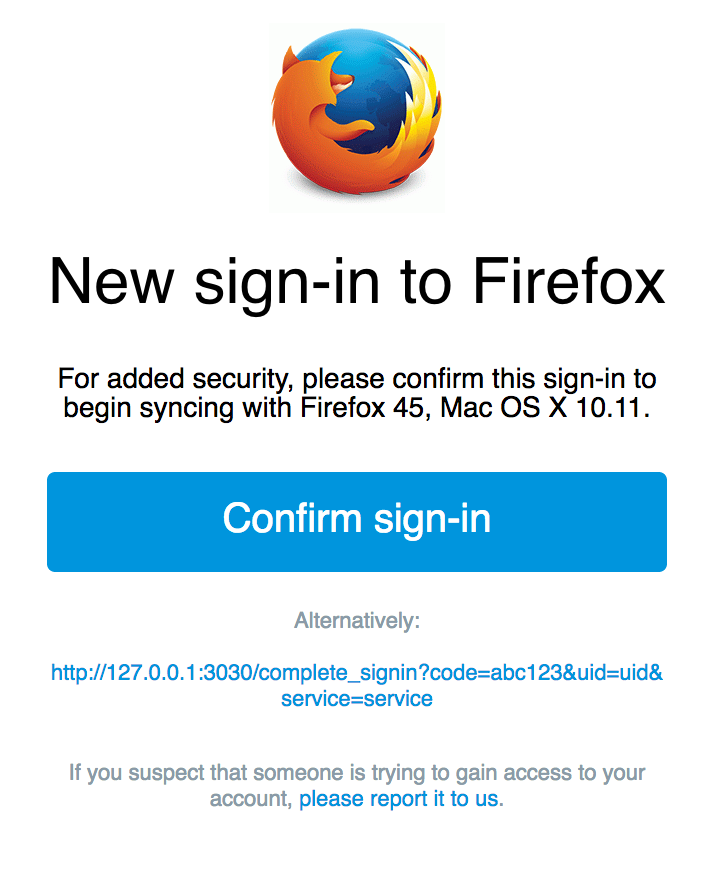 New sign-in to Firefox
For added security, please confirm this sign-in to
begin syncing with Firefox 45, Mac OS X 10.11.
Confirm sign-in
Alternatively:
http://127.0.0.1:3030/complete_signin?code=abc123&uid=uid&
service=service
If you suspect that someone is trying to gain access to your
account, please report it to us.